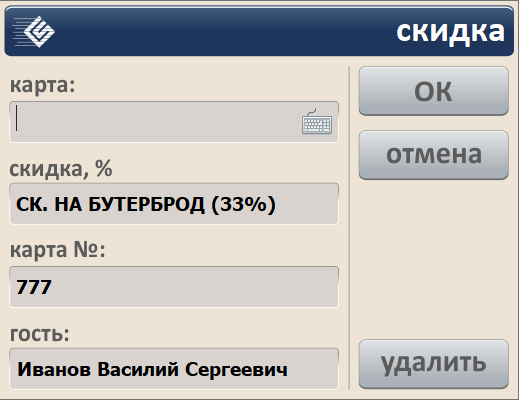 скидка
карта:
скидка, %
СК. НА БУТЕРБРОД (33%)
карта №:
777
гость:
Иванов Василий Сергеевич
ОК
отмена
удалить